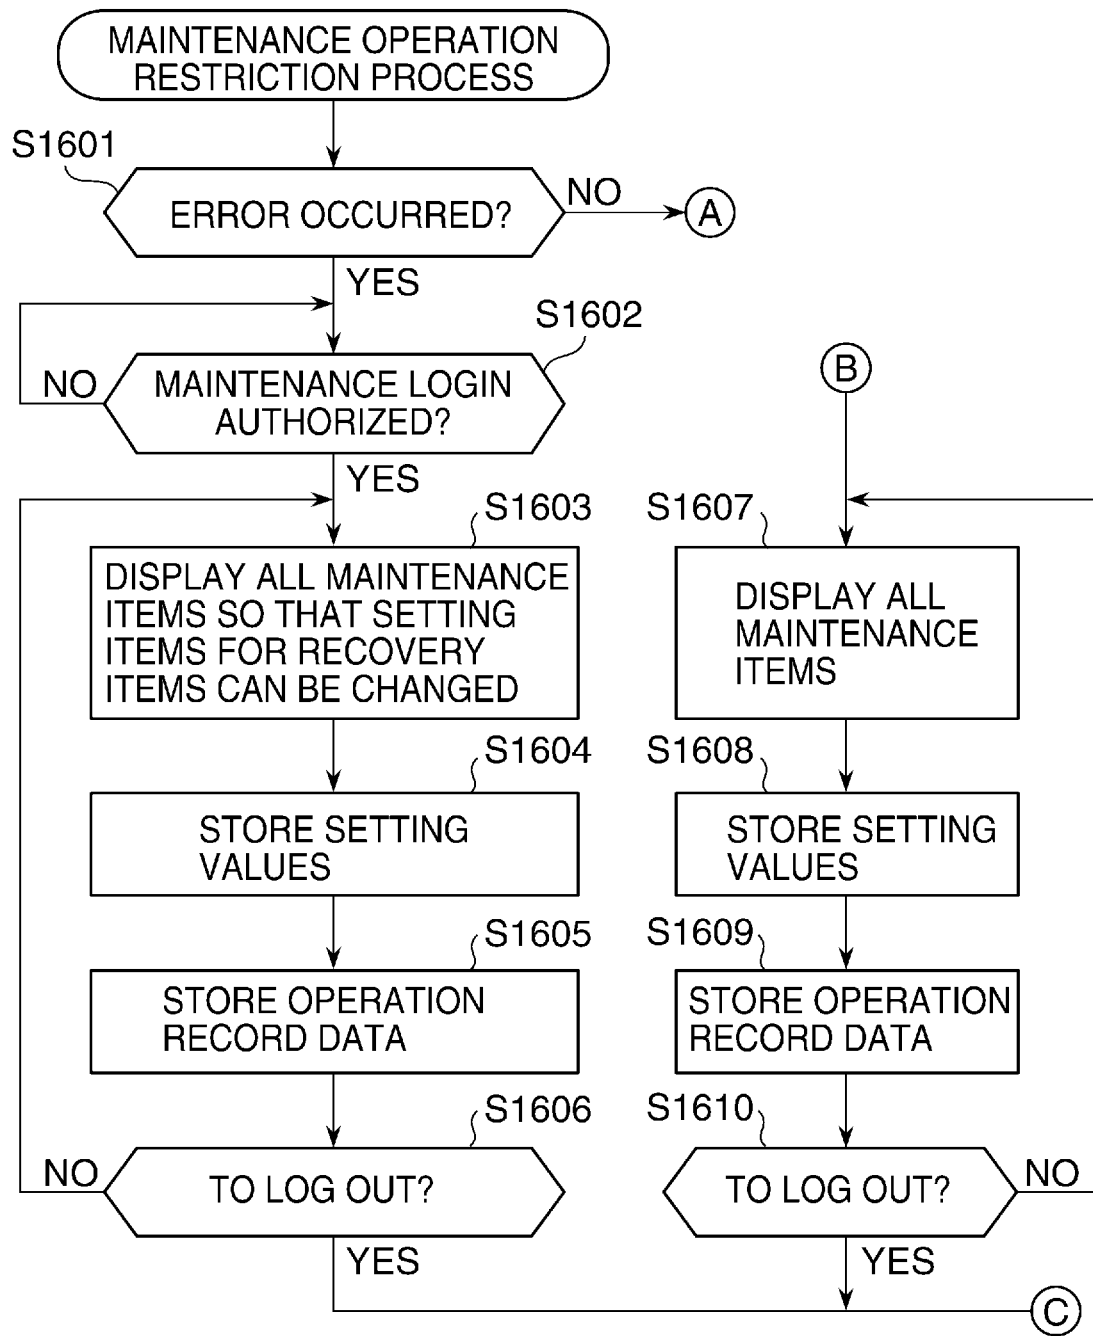 MAINTENANCE OPERATION
RESTRICTION PROCESS
S1601
ERROR OCCURRED?
NO
A
YES
S1602
NO
MAINTENANCE LOGIN
AUTHORIZED?
YES
S1603
DISPLAY ALL MAINTENANCE
ITEMS SO THAT SETTING
ITEMS FOR RECOVERY
ITEMS CAN BE CHANGED
S1604
STORE SETTING
VALUES
S1605
STORE OPERATION
RECORD DATA
S1606
NO
TO LOG OUT?
YES
B
S1607
DISPLAY ALL
MAINTENANCE
ITEMS
S1608
STORE SETTING
VALUES
S1609
STORE OPERATION
RECORD DATA
S1610
TO LOG OUT?
NO
YES
C